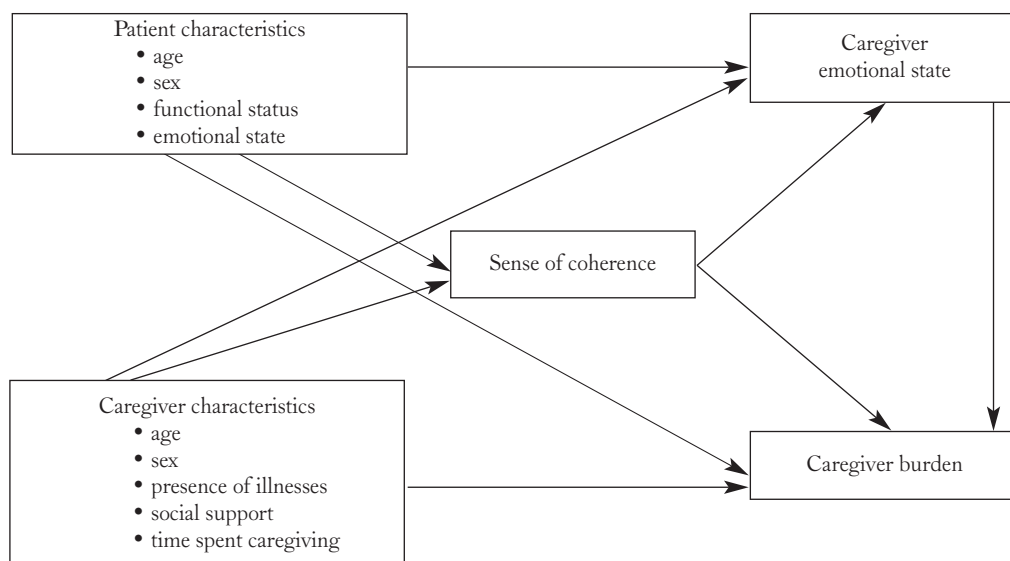 Patient characteristics
• age
• sex
• functional status
• emotional state
Caregiver
emotional state
Sense of coherence
Caregiver characteristics
• age
• sex
• presence of illnesses
• social support
• time spent caregiving
Caregiver burden